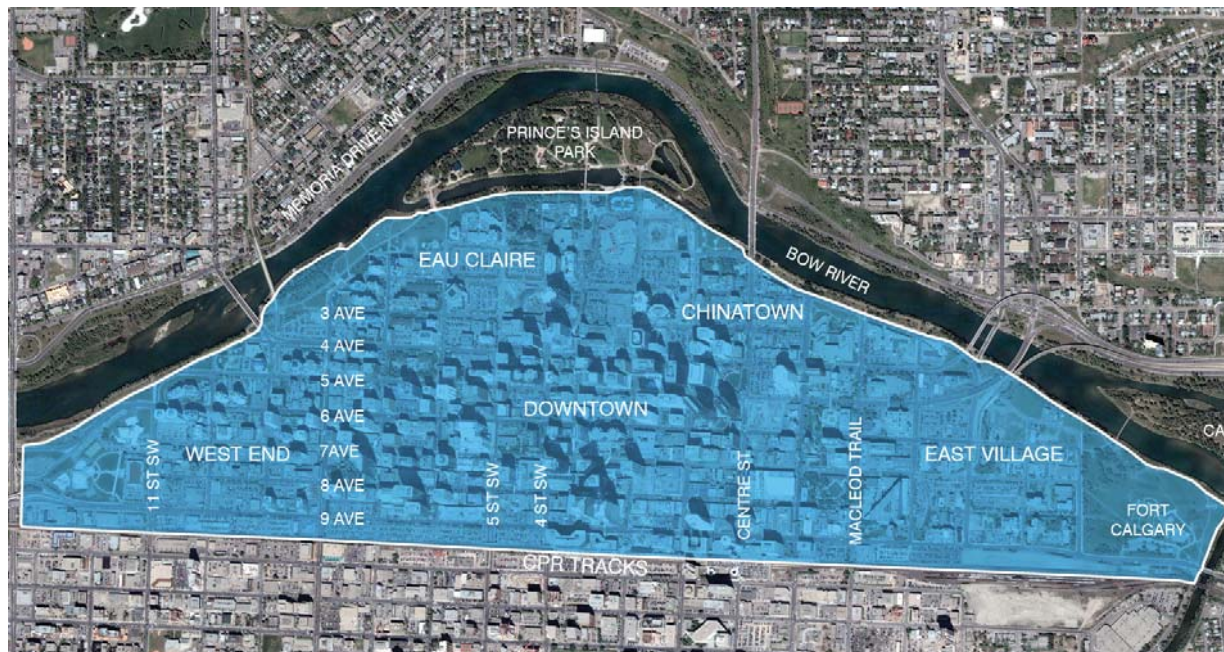 PRINCE'S ISLAND
PARK
MEMORIA DRIVE NW
EAU CLAIRE
BOW RIVER
CHINATOWN
3 AVE
4 AVE
5 AVE
6 AVE
DOWNTOWN
CA
7AVE
WEST END
EAST VILLAGE
11 ST SW
5 ST SW
4 ST SW
CENTRE ST.
MACLEOD TRAIL
8 AVE
9 AVE
FORT
CALGARY
CPR TRACKS